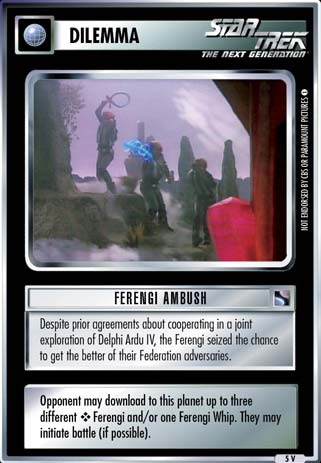 DILEMMA
STAR TREK
THE NEXT GENERATION
NOT ENDORSED BY CBS OR PARAMOUNT PICTURES
FERENGI AMBUSH
Despite prior agreements about cooperating in a joint
exploration of Delphi Ardu IV, the Ferengi seized the chance
to get the better of their Federation adversaries.
Opponent may download to this planet up to three
different ❖ Ferengi and/or one Ferengi Whip. They may
initiate battle (if possible).
5 V